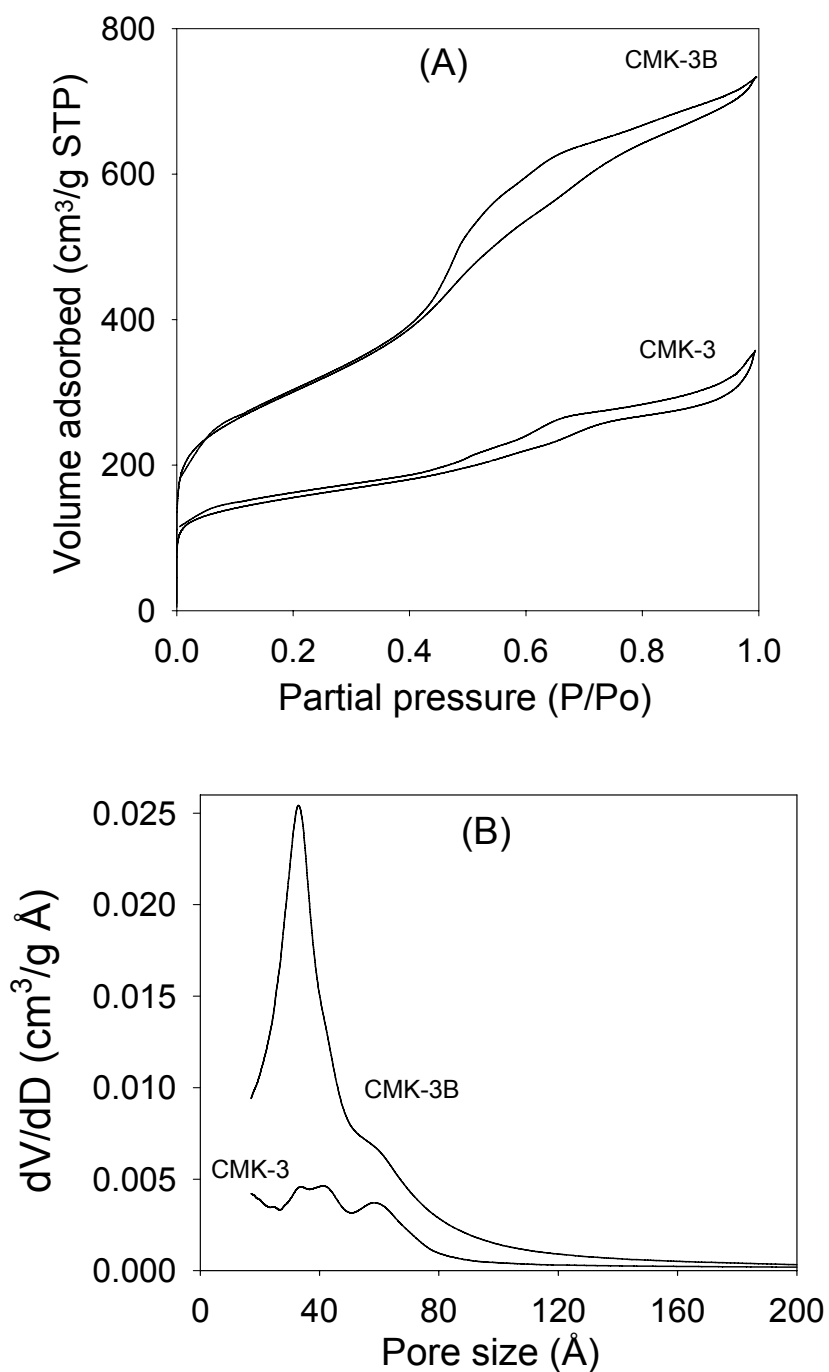 (A)
CMK-3B
CMK-3
Volume adsorbed (cm³/g STP)
800
600
400
200
0
0.0 0.2 0.4 0.6 0.8 1.0
Partial pressure (P/Po)
(B)
CMK-3B
CMK-3
dV/dD (cm³/g Å)
0.025
0.020
0.015
0.010
0.005
0.000
0 40 80 120 160 200
Pore size (Å)